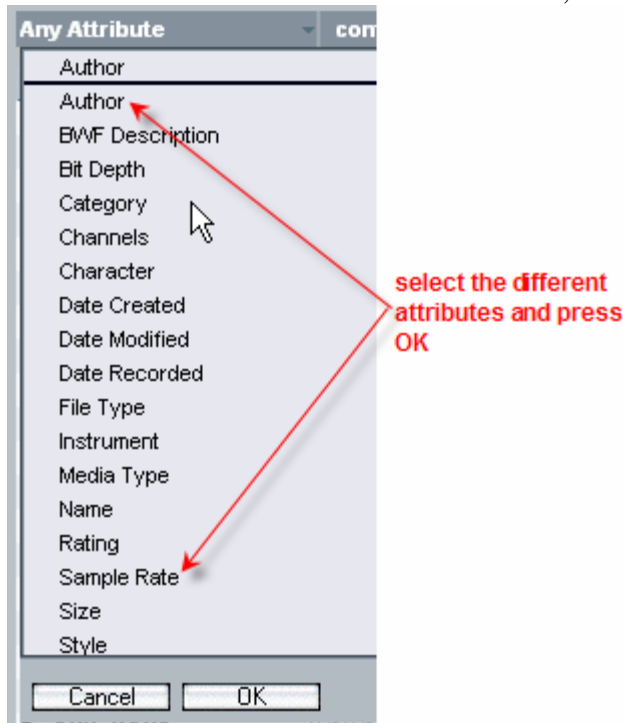 Any Attribute
Author
Author
BWF Description
Bit Depth
Category
Channels
Character
Date Created
Date Modified
Date Recorded
File Type
Instrument
Media Type
Name
Rating
Sample Rate
Size
Style
Cancel OK
select the different
attributes and press
OK